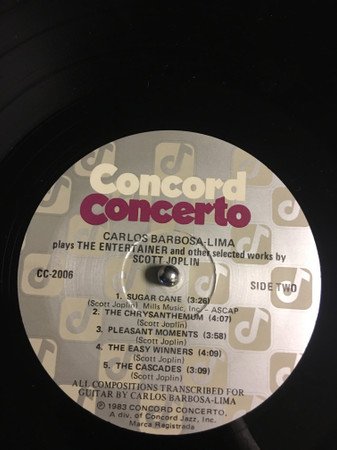 Concord
Concerto
CARLOS BARBOSA-LIMA
plays THE ENTERTAINER and other selected works by
SCOTT JOPLIN
CC-2006
SIDE TWO
1. SUGAR CANE (3:26)
(Scott Joplin) Mills Music, Inc. - ASCAP
2. THE CHRYSANTHEMUM (4:07)
(Scott Joplin)
3. PLEASANT MOMENTS (3:58)
(Scott Joplin)
4. THE EASY WINNERS (4:09)
(Scott Joplin)
5. THE CASCADES (3:09)
(Scott Joplin)
ALL COMPOSITIONS TRANSCRIBED FOR
GUITAR BY CARLOS BARBOSA-LIMA
℗ 1983 CONCORD CONCERTO,
A div. of Concord Jazz, Inc.
Marca Registrada